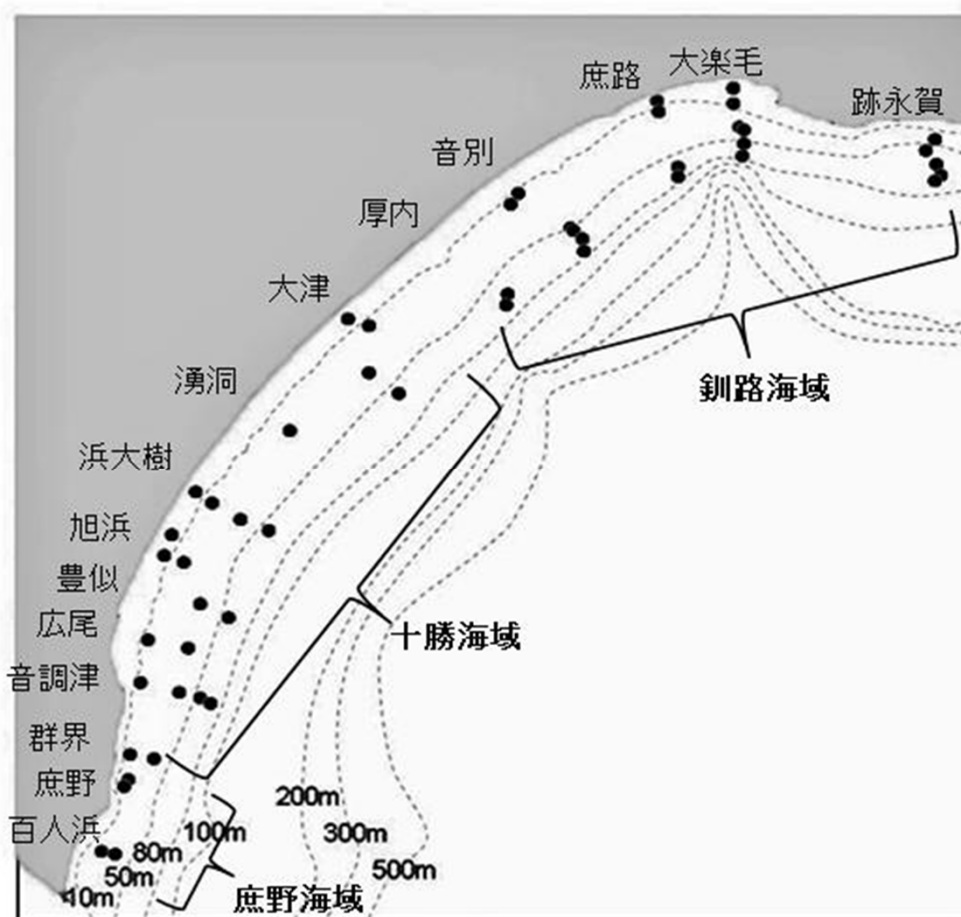 大楽毛
庶路
跡永賀
音別
厚内
大津
湧洞
釧路海域
浜大樹
旭浜
豊似
広尾
十勝海域
音調津
群界
庶野
200m
百人浜
100m
300m
80m
500m
50m
10m
庶野海域